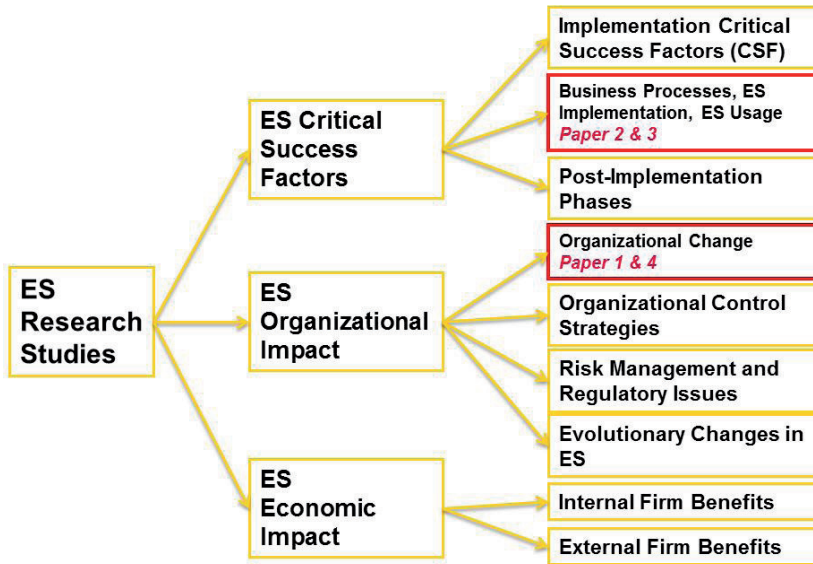 ES
Research
Studies
ES Critical
Success
Factors
Implementation Critical
Success Factors (CSF)
Business Processes, ES
Implementation, ES Usage
Paper 2 & 3
Post-Implementation
Phases
ES
Organizational
Impact
Organizational Change
Paper 1 & 4
Organizational Control
Strategies
Risk Management and
Regulatory Issues
Evolutionary Changes in
ES
ES
Economic
Impact
Internal Firm Benefits
External Firm Benefits